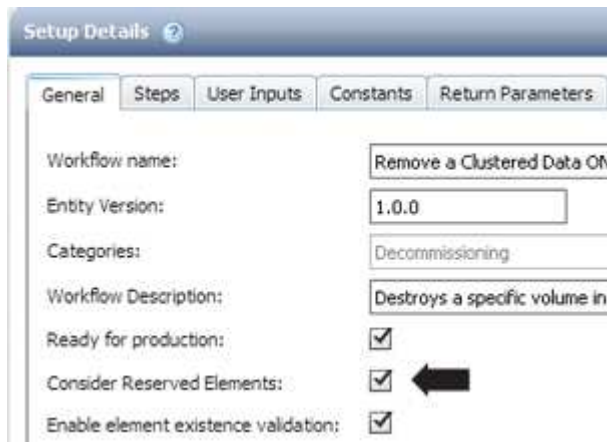 Setup Details
General Steps User Inputs Constants Return Parameters
Workflow name: Remove a Clustered Data ON
Entity Version: 1.0.0
Categories: Decommissioning
Workflow Description: Destroys a specific volume in
Ready for production:
Consider Reserved Elements:
Enable element existence validation: